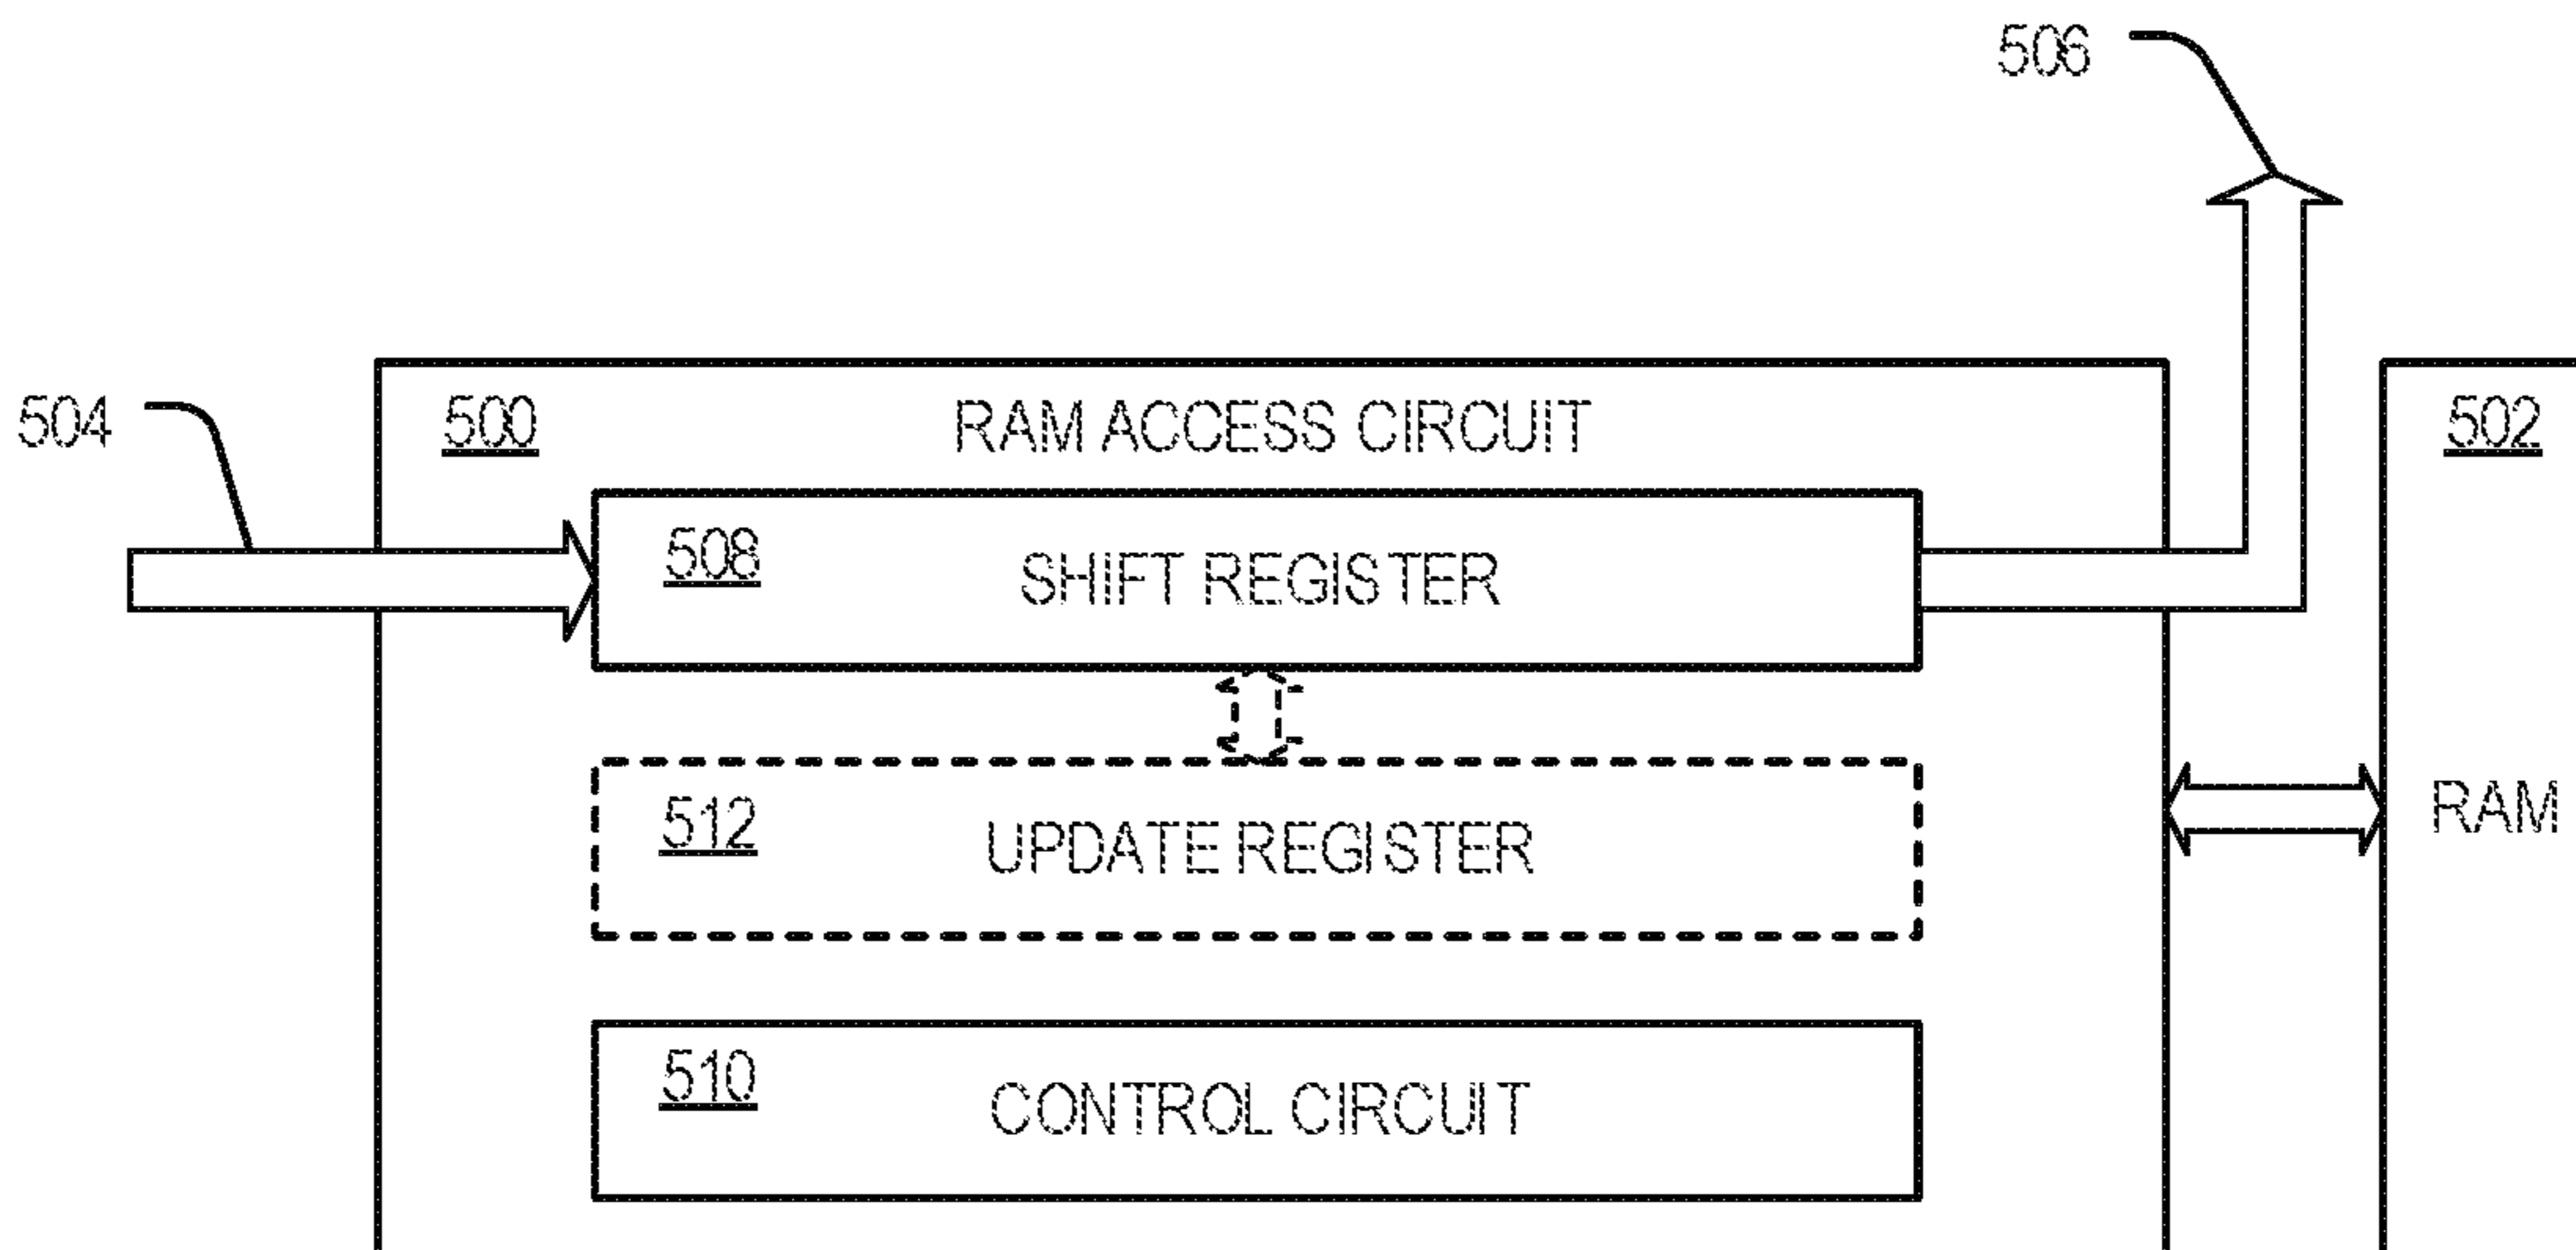 506
504
500
RAM ACCESS CIRCUIT
502
508
SHIFT REGISTER
512
UPDATE REGISTER
RAM
510
CONTROL CIRCUIT